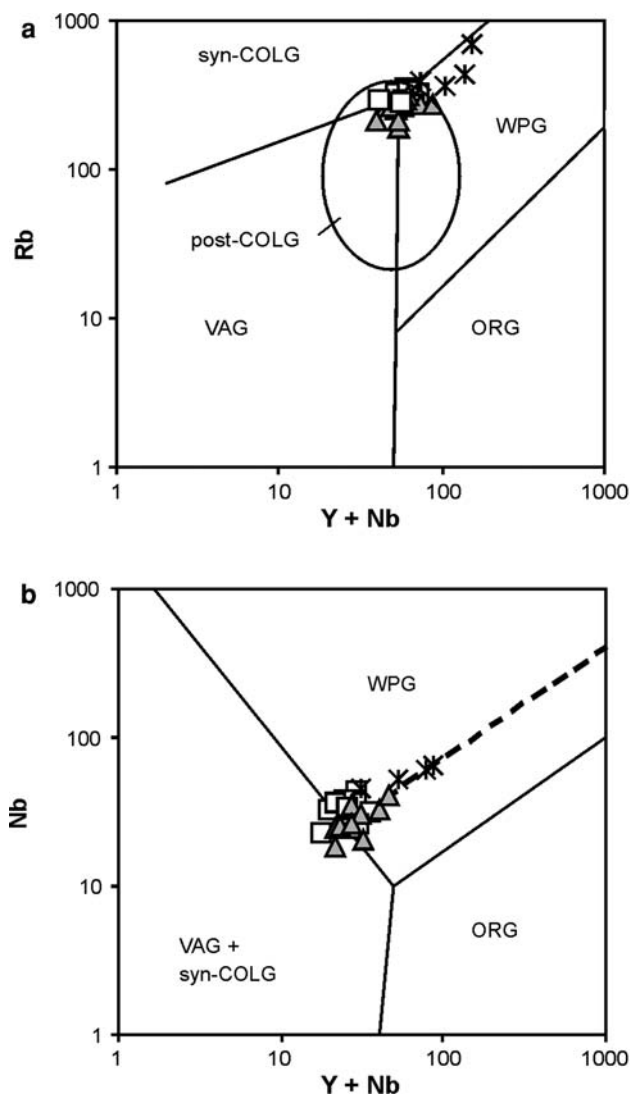 a
1000
syn-COLG
WPG
100
Rb
post-COLG
10
VAG
ORG
1
1
10
100
1000
Y + Nb
b
1000
WPG
100
Nb
10
ORG
VAG +
syn-COLG
1
1
10
100
1000
Y + Nb